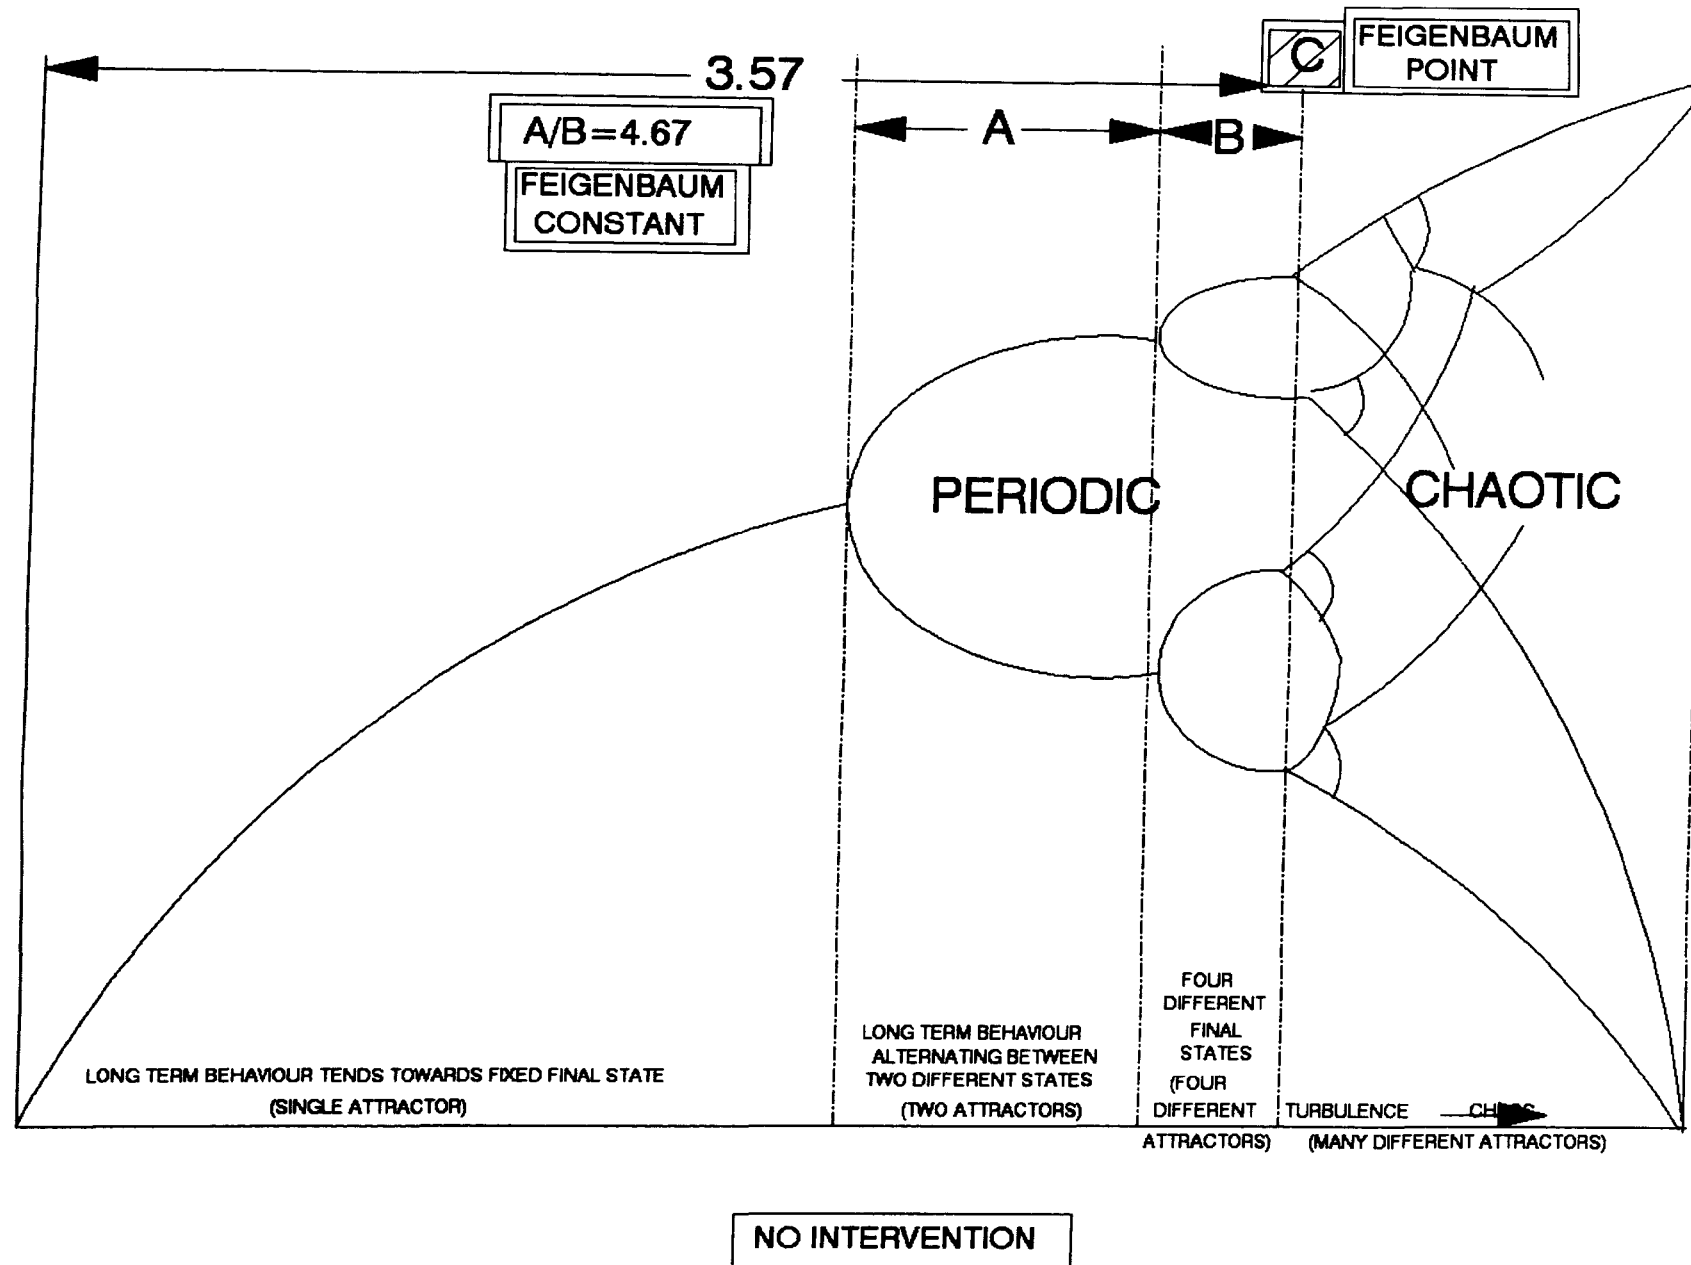 3.57
C
FEIGENBAUM
POINT
A/B=4.67
FEIGENBAUM
CONSTANT
A
B
PERIODIC
CHAOTIC
LONG TERM BEHAVIOUR TENDS TOWARDS FIXED FINAL STATE
(SINGLE ATTRACTOR)
LONG TERM BEHAVIOUR
ALTERNATING BETWEEN
TWO DIFFERENT STATES
(TWO ATTRACTORS)
FOUR
DIFFERENT
FINAL
STATES
(FOUR
DIFFERENT
ATTRACTORS)
TURBULENCE CHAOS
(MANY DIFFERENT ATTRACTORS)
NO INTERVENTION